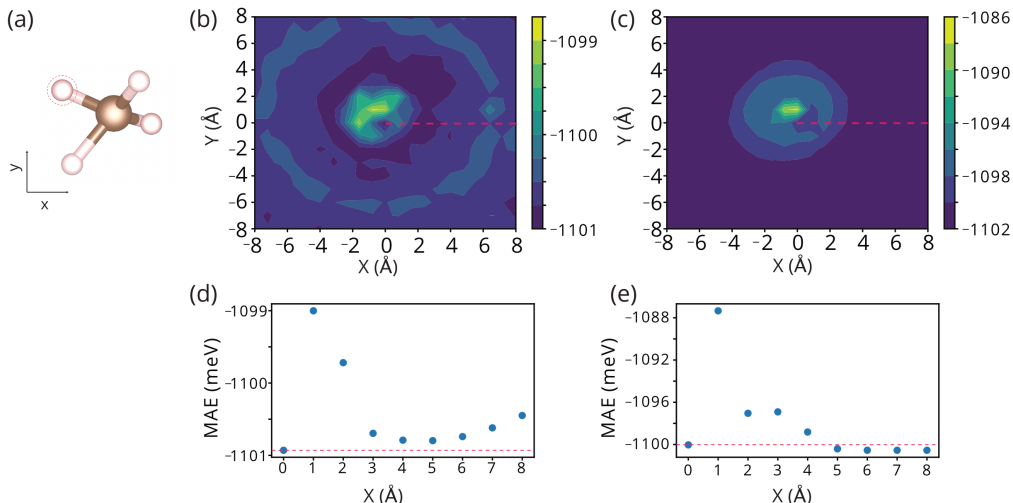 (a)
y
x
(b)
8
6
4
2
0
−2
−4
−6
−8
Y (Å)
−8 −6 −4 −2 0 2 4 6 8
X (Å)
−1099
−1100
−1101
(c)
8
6
4
2
0
−2
−4
−6
−8
Y (Å)
−8 −6 −4 −2 0 2 4 6 8
X (Å)
−1086
−1090
−1094
−1098
−1102
(d)
−1099
−1100
−1101
MAE (meV)
0 1 2 3 4 5 6 7 8
X (Å)
(e)
−1088
−1092
−1096
−1100
MAE (meV)
0 1 2 3 4 5 6 7 8
X (Å)